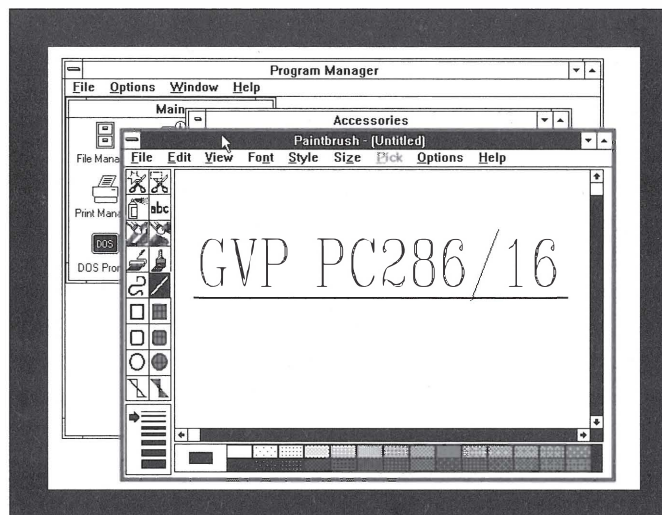 Program Manager
File Options Window Help
Main
Accessories
File Mana
Print Mana
DOS
DOS Pron
Paintbrush - (Untitled)
File Edit View Font Style Size Pick Options Help
abc
GVP PC286/16